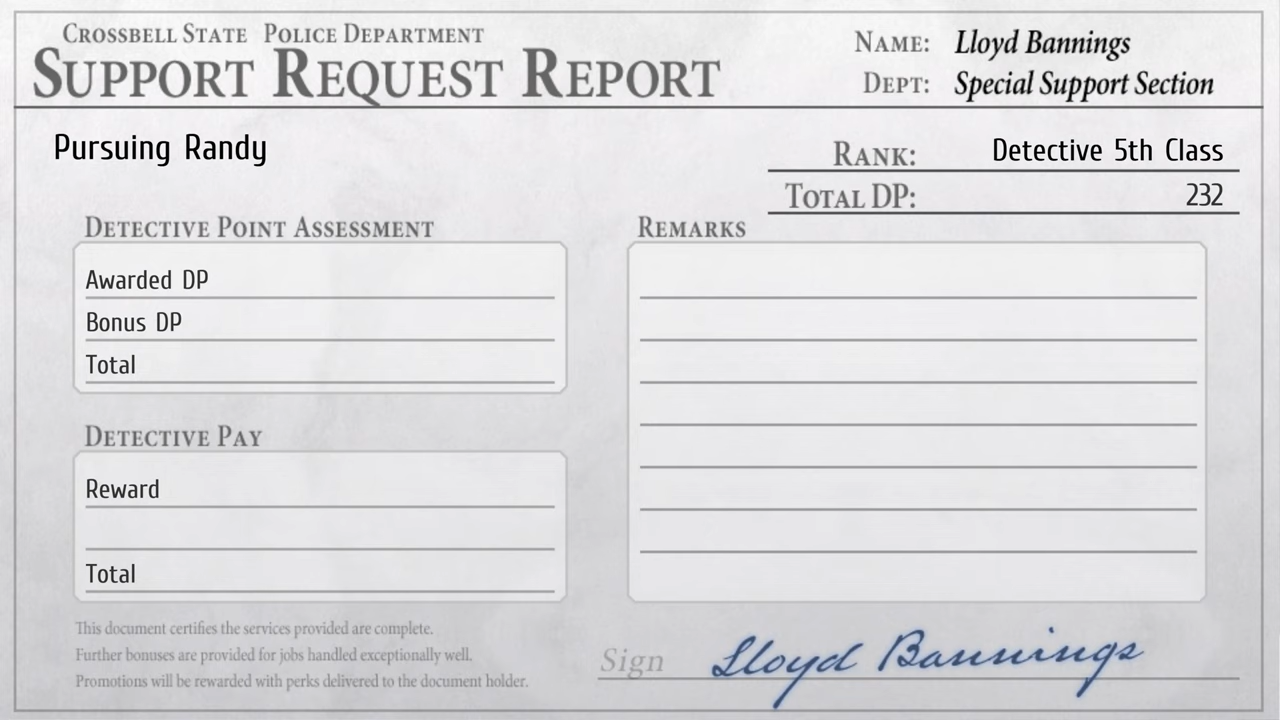 Crossbell State Police Department
Support Request Report
Name: Lloyd Bannings
Dept: Special Support Section
Pursuing Randy
Rank: Detective 5th Class
Total DP: 232
Detective Point Assessment
Awarded DP
Bonus DP
Total
Detective Pay
Reward
Total
Remarks
This document certifies the services provided are complete.
Further bonuses are provided for jobs handled exceptionally well.
Promotions will be rewarded with perks delivered to the document holder.
Sign Lloyd Bannings